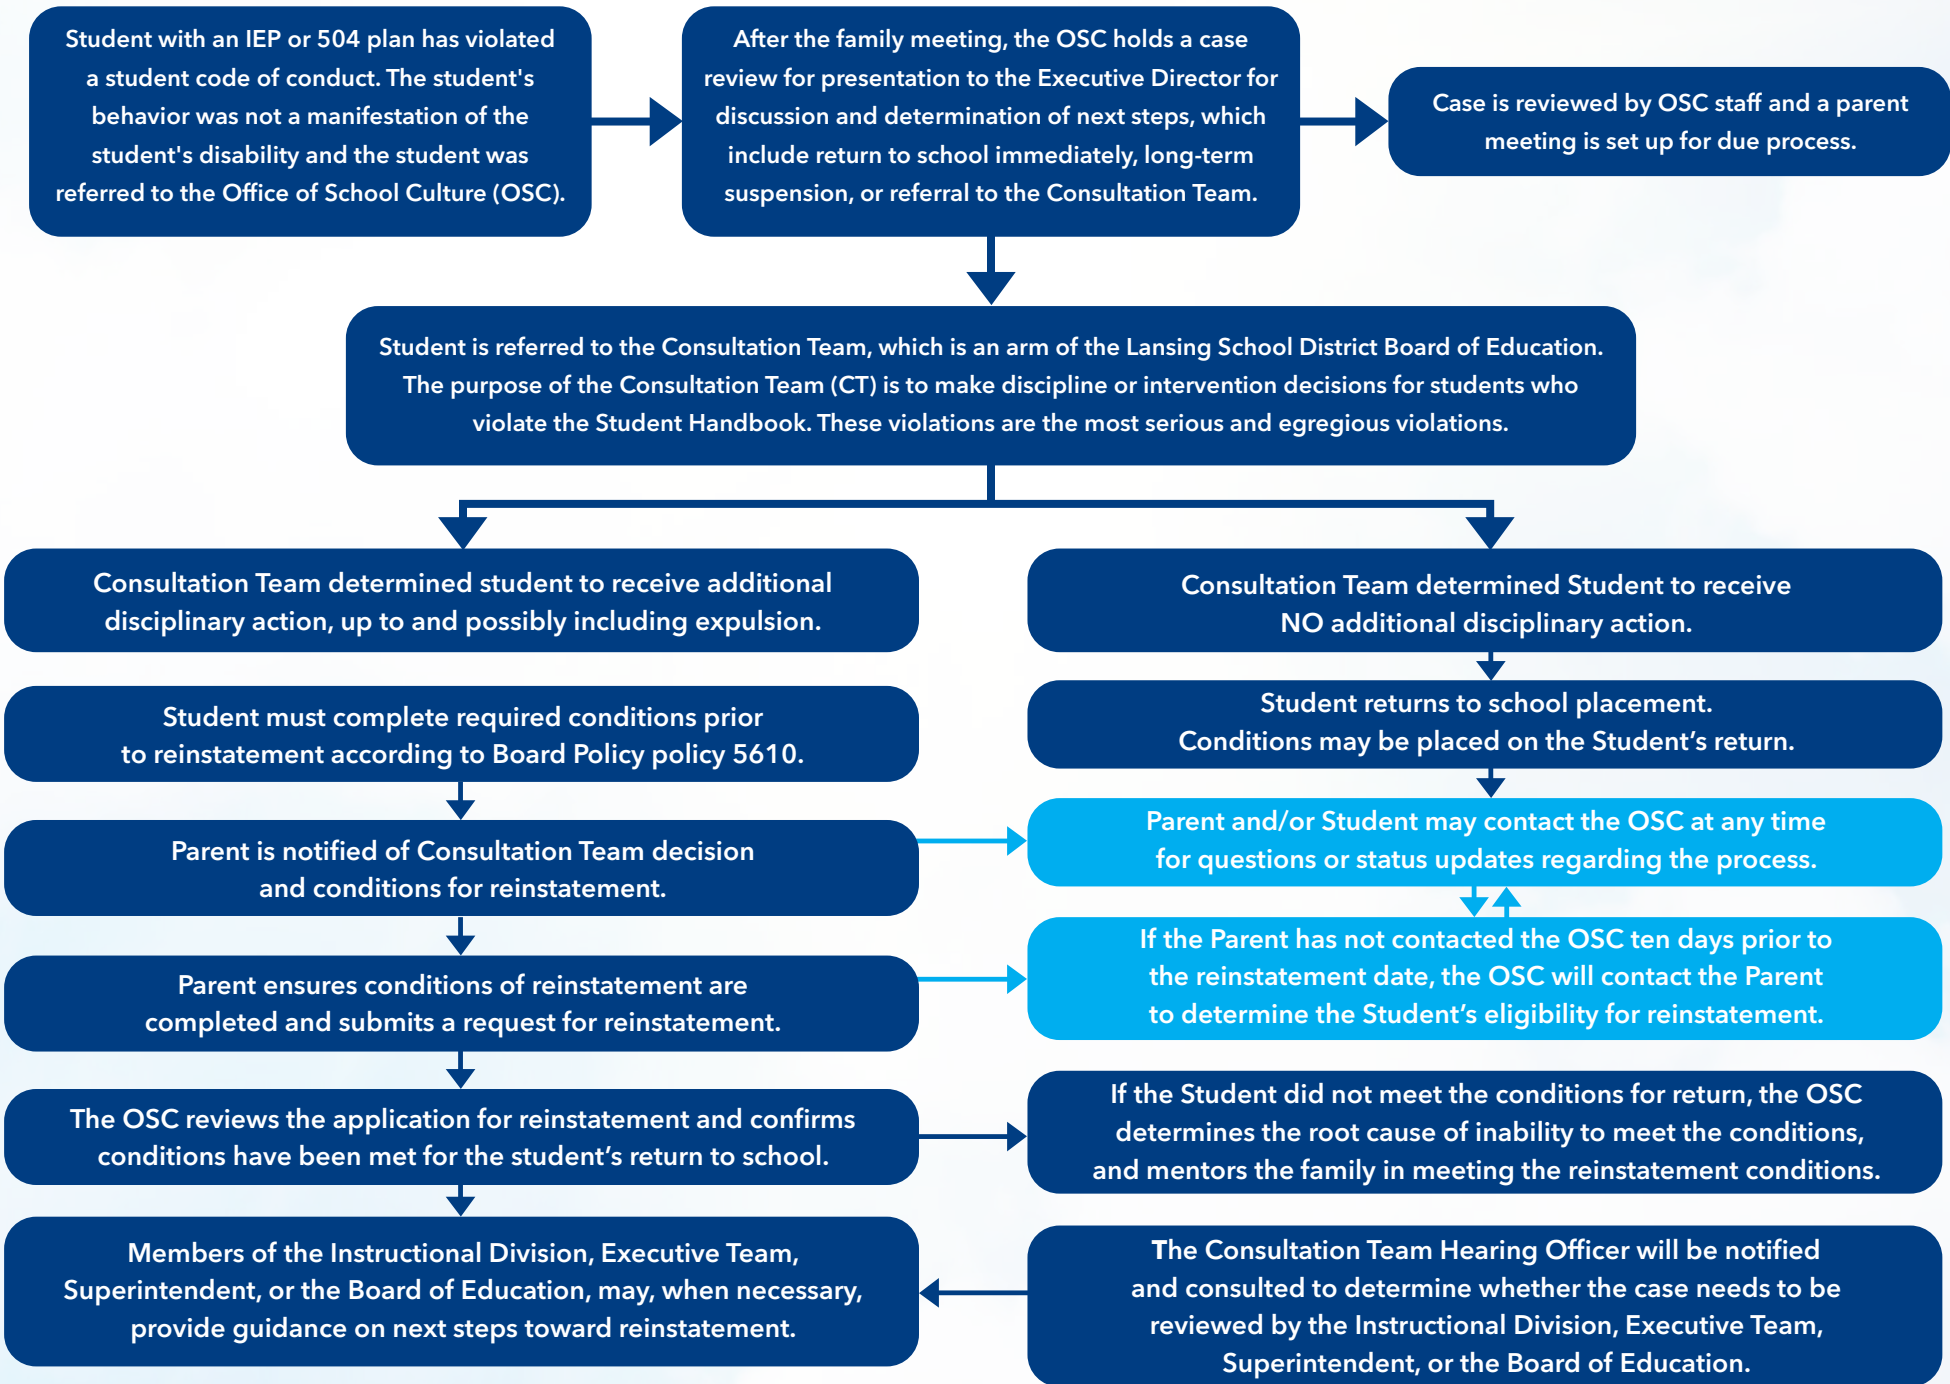 Student with an IEP or 504 plan has violated
a student code of conduct. The student's
behavior was not a manifestation of the
student's disability and the student was
referred to the Office of School Culture (OSC).
After the family meeting, the OSC holds a case
review for presentation to the Executive Director for
discussion and determination of next steps, which
include return to school immediately, long-term
suspension, or referral to the Consultation Team.
Case is reviewed by OSC staff and a parent
meeting is set up for due process.
Student is referred to the Consultation Team, which is an arm of the Lansing School District Board of Education.
The purpose of the Consultation Team (CT) is to make discipline or intervention decisions for students who
violate the Student Handbook. These violations are the most serious and egregious violations.
Consultation Team determined student to receive additional
disciplinary action, up to and possibly including expulsion.
Consultation Team determined Student to receive
NO additional disciplinary action.
Student must complete required conditions prior
to reinstatement according to Board Policy policy 5610.
Student returns to school placement.
Conditions may be placed on the Student’s return.
Parent is notified of Consultation Team decision
and conditions for reinstatement.
Parent and/or Student may contact the OSC at any time
for questions or status updates regarding the process.
Parent ensures conditions of reinstatement are
completed and submits a request for reinstatement.
If the Parent has not contacted the OSC ten days prior to
the reinstatement date, the OSC will contact the Parent
to determine the Student’s eligibility for reinstatement.
The OSC reviews the application for reinstatement and confirms
conditions have been met for the student’s return to school.
If the Student did not meet the conditions for return, the OSC
determines the root cause of inability to meet the conditions,
and mentors the family in meeting the reinstatement conditions.
Members of the Instructional Division, Executive Team,
Superintendent, or the Board of Education, may, when necessary,
provide guidance on next steps toward reinstatement.
The Consultation Team Hearing Officer will be notified
and consulted to determine whether the case needs to be
reviewed by the Instructional Division, Executive Team,
Superintendent, or the Board of Education.